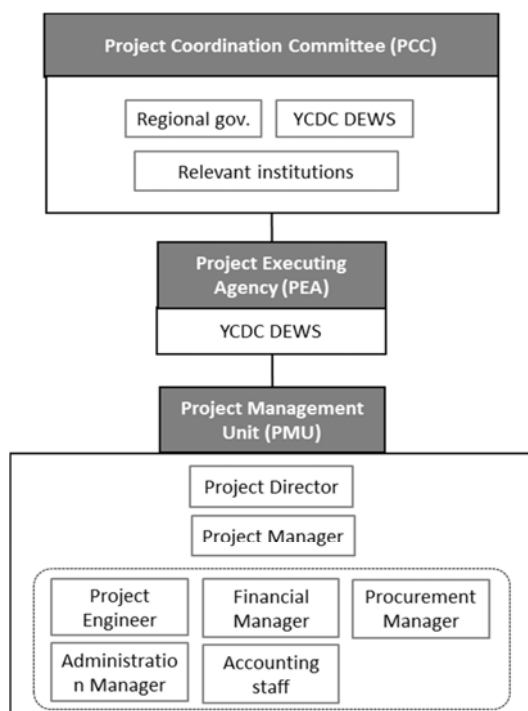 Project Coordination Committee (PCC)
Regional gov.
YCDC DEWS
Relevant institutions
Project Executing
Agency (PEA)
YCDC DEWS
Project Management
Unit (PMU)
Project Director
Project Manager
Project
Engineer
Financial
Manager
Procurement
Manager
Administratio
n Manager
Accounting
staff